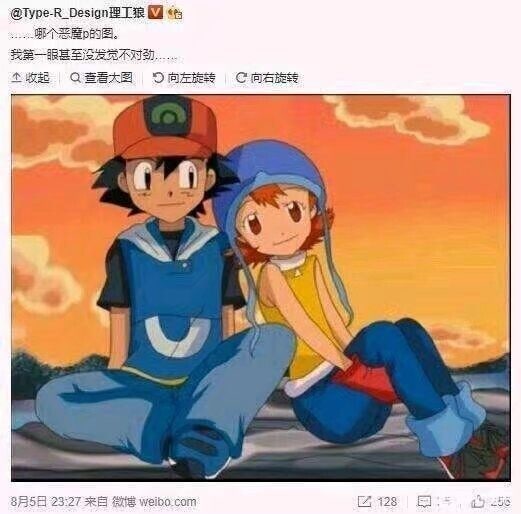 @Type-R_Design理工狼
……哪个恶魔p的图。
我第一眼甚至没发觉不对劲……
收起 查看大图 向左旋转 向右旋转
8月5日 23:27 来自 微博 weibo.com 128